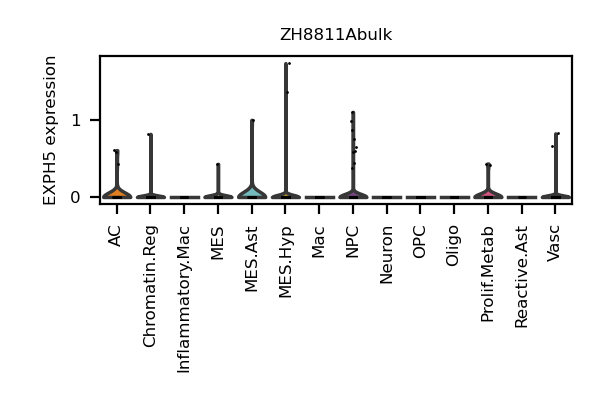 ZH8811Abulk
EXPH5 expression
1
0
AC
Chromatin.Reg
Inflammatory.Mac
MES
MES.Ast
MES.Hyp
Mac
NPC
Neuron
OPC
Oligo
Prolif.Metab
Reactive.Ast
Vasc